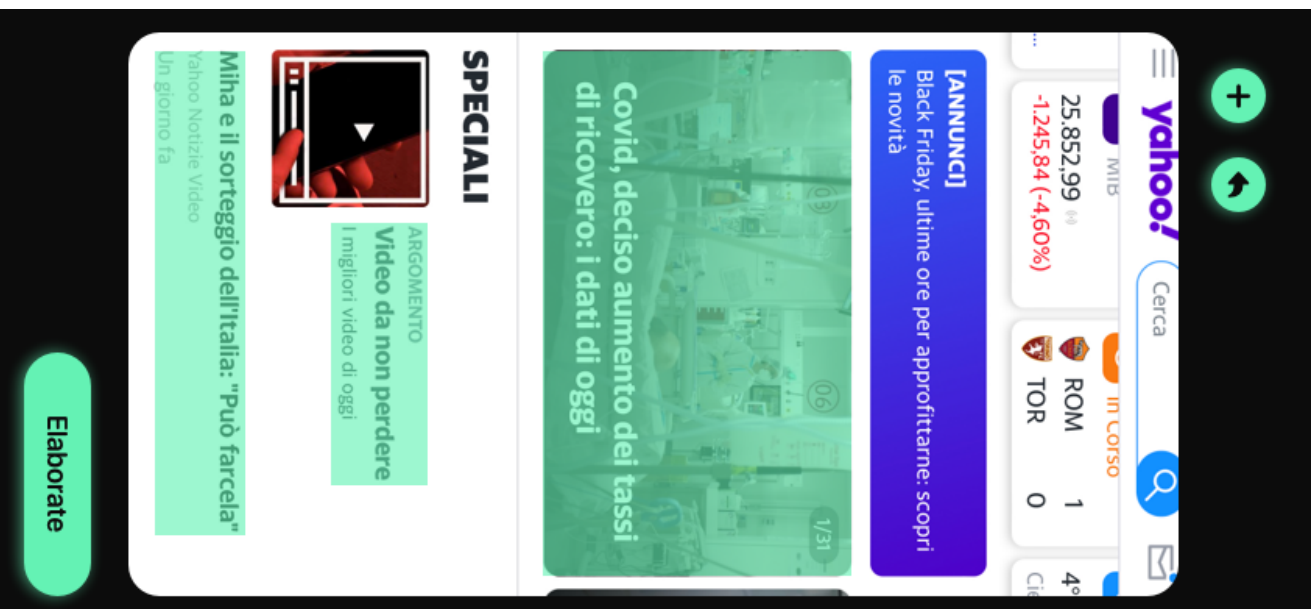 yahoo!
Cerca
MIB
25.852,99
-1.245,84 (-4,60%)
...
In Corso
ROM 1
TOR 0
4°
Cie
[ANNUNCI]
Black Friday, ultime ore per approfittarne: scopri
le novità
03
06
1/31
Covid, deciso aumento dei tassi
di ricovero: i dati di oggi
SPECIALI
ARGOMENTO
Video da non perdere
I migliori video di oggi
Miha e il sorteggio dell'Italia: "Può farcela"
Yahoo Notizie Video
Un giorno fa
Elaborate